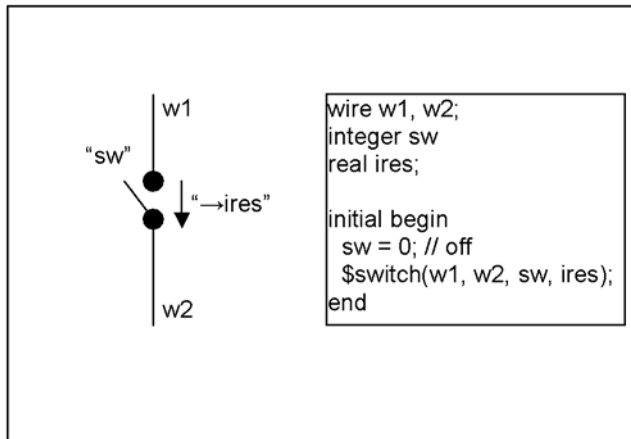 w1
“sw”
“→ires”
w2
wire w1, w2;
integer sw
real ires;
initial begin
sw = 0; // off
$switch(w1, w2, sw, ires);
end